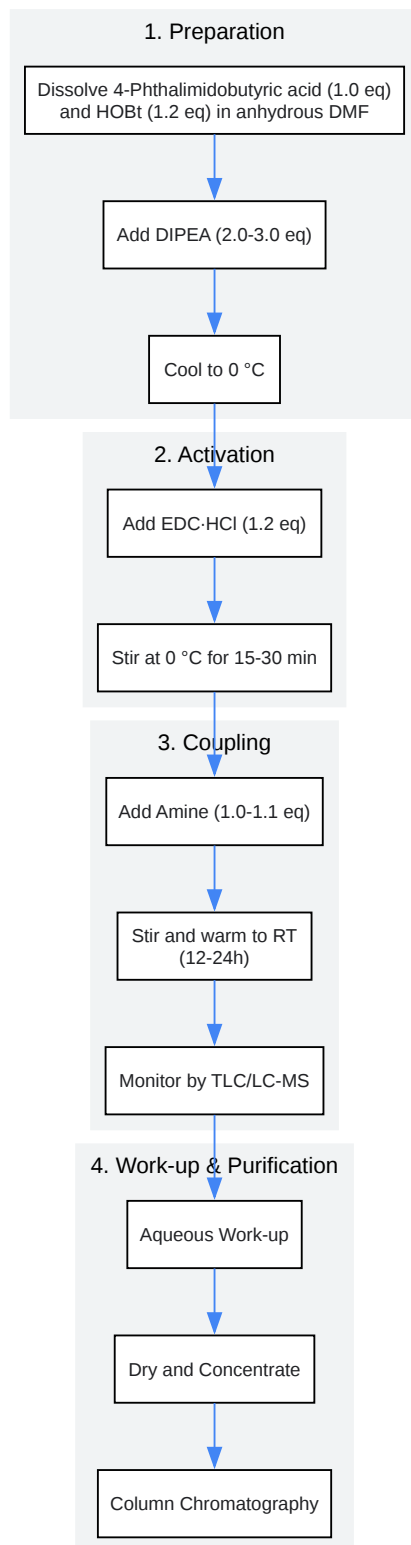 1. Preparation
Dissolve 4-Phthalimidobutyric acid (1.0 eq)
and HOBt (1.2 eq) in anhydrous DMF
Add DIPEA (2.0-3.0 eq)
Cool to 0 °C
2. Activation
Add EDC·HCl (1.2 eq)
Stir at 0 °C for 15-30 min
3. Coupling
Add Amine (1.0-1.1 eq)
Stir and warm to RT
(12-24h)
Monitor by TLC/LC-MS
4. Work-up & Purification
Aqueous Work-up
Dry and Concentrate
Column Chromatography